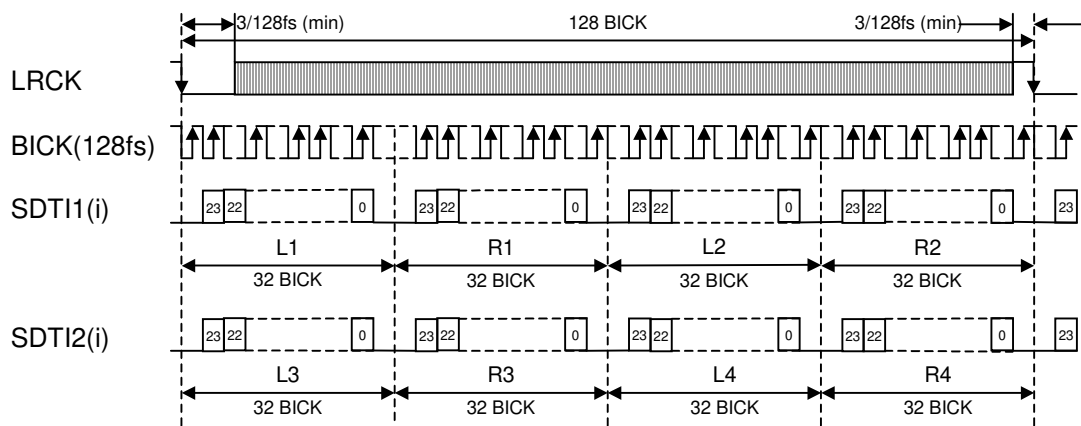 3/128fs (min) 128 BICK 3/128fs (min)
LRCK
BICK(128fs)
SDTI1(i) 23 22 0 23 22 0 23 22 0 23 22 0 23
L1 R1 L2 R2
32 BICK 32 BICK 32 BICK 32 BICK
SDTI2(i) 23 22 0 23 22 0 23 22 0 23 22 0 23
L3 R3 L4 R4
32 BICK 32 BICK 32 BICK 32 BICK